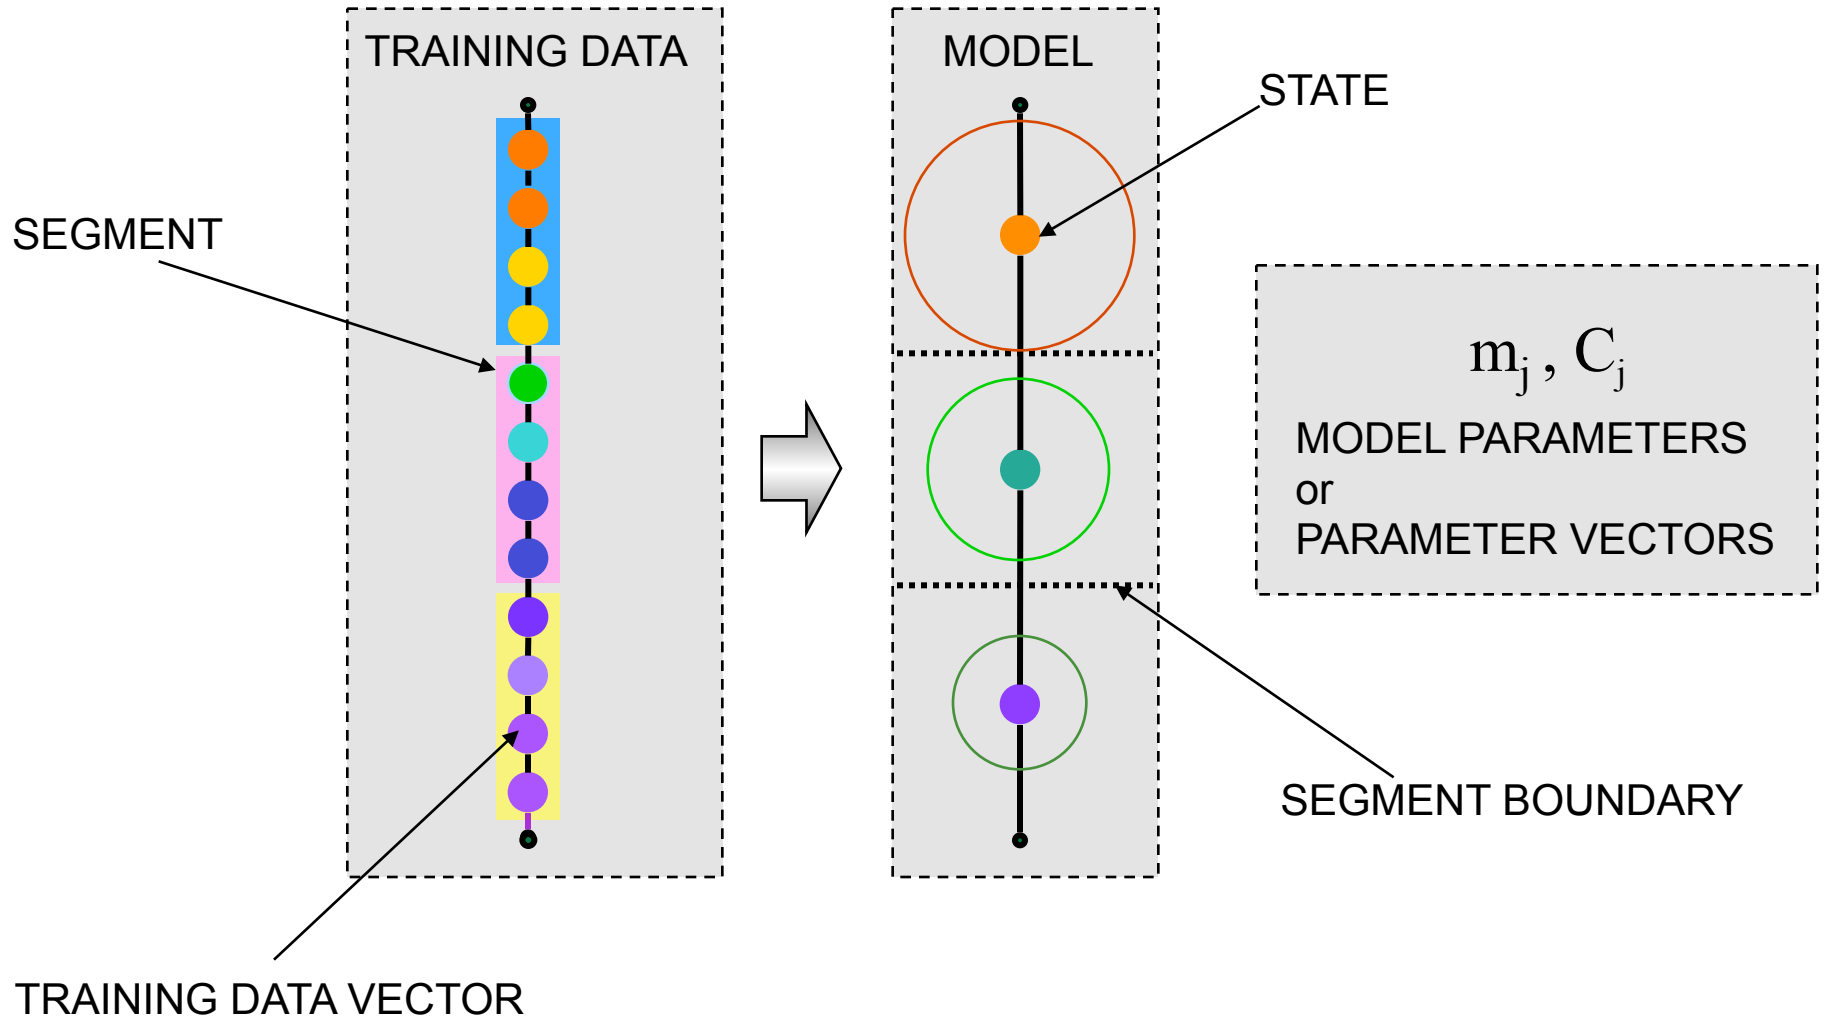 TRAINING DATA
MODEL
STATE
SEGMENT
mj , Cj
MODEL PARAMETERS
or
PARAMETER VECTORS
SEGMENT BOUNDARY
TRAINING DATA VECTOR